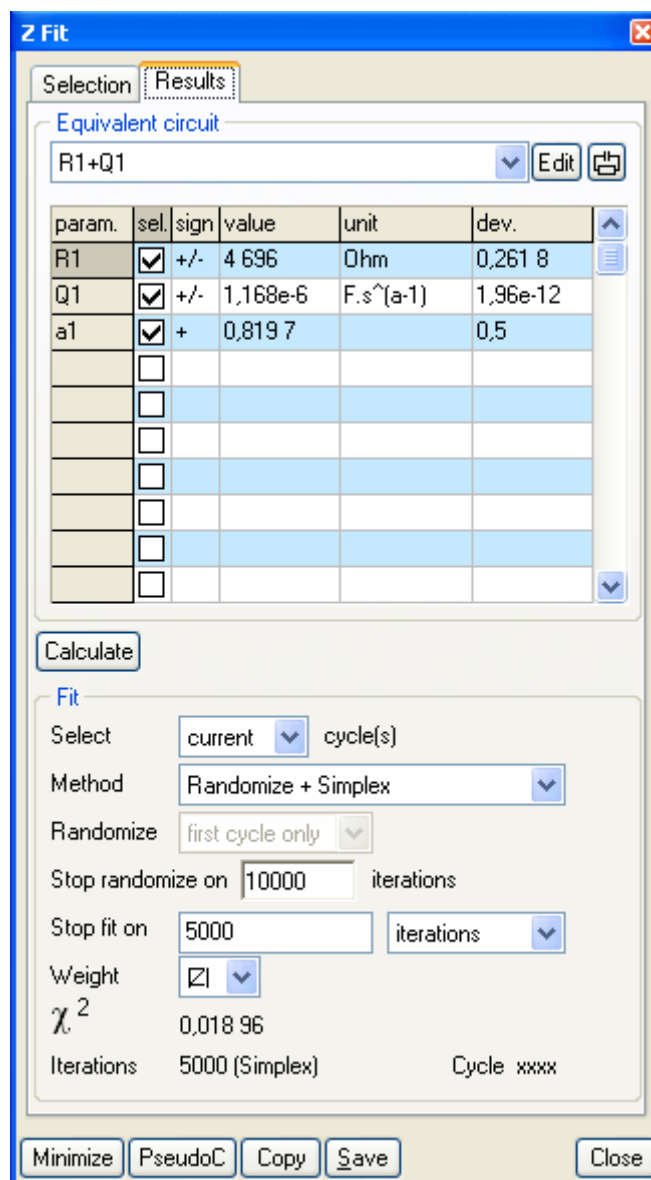 Z Fit
Selection Results
Equivalent circuit
R1+Q1 Edit
param. sel. sign value unit dev.
R1 +/- 4 696 Ohm 0,261 8
Q1 +/- 1,168e-6 F.s^(a-1) 1,96e-12
a1 + 0,819 7 0,5
Calculate
Fit
Select current cycle(s)
Method Randomize + Simplex
Randomize first cycle only
Stop randomize on 10000 iterations
Stop fit on 5000 iterations
Weight |Z|
χ 2 0,018 96
Iterations 5000 (Simplex) Cycle xxxx
Minimize PseudoC Copy Save Close